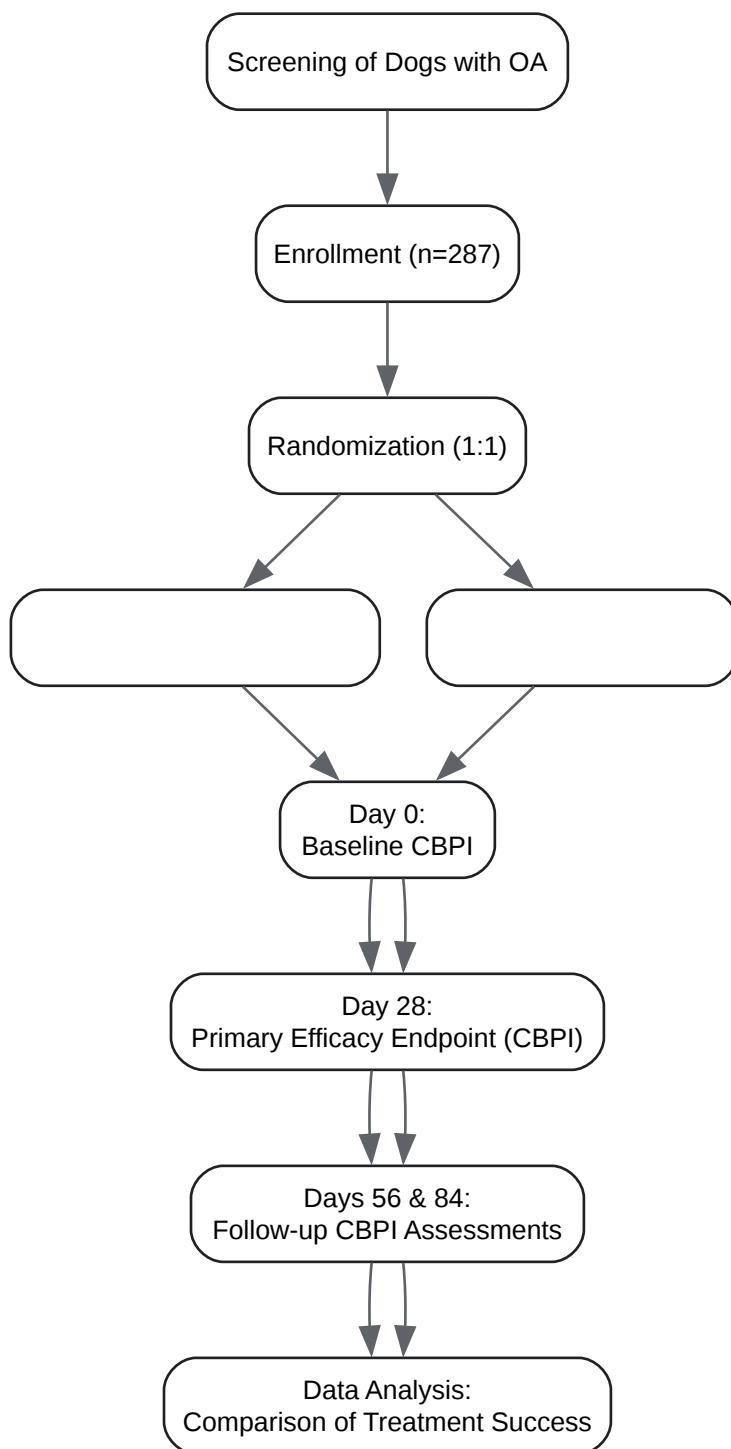 Screening of Dogs with OA
Enrollment (n=287)
Randomization (1:1)
Day 0:
Baseline CBPI
Day 28:
Primary Efficacy Endpoint (CBPI)
Days 56 & 84:
Follow-up CBPI Assessments
Data Analysis:
Comparison of Treatment Success